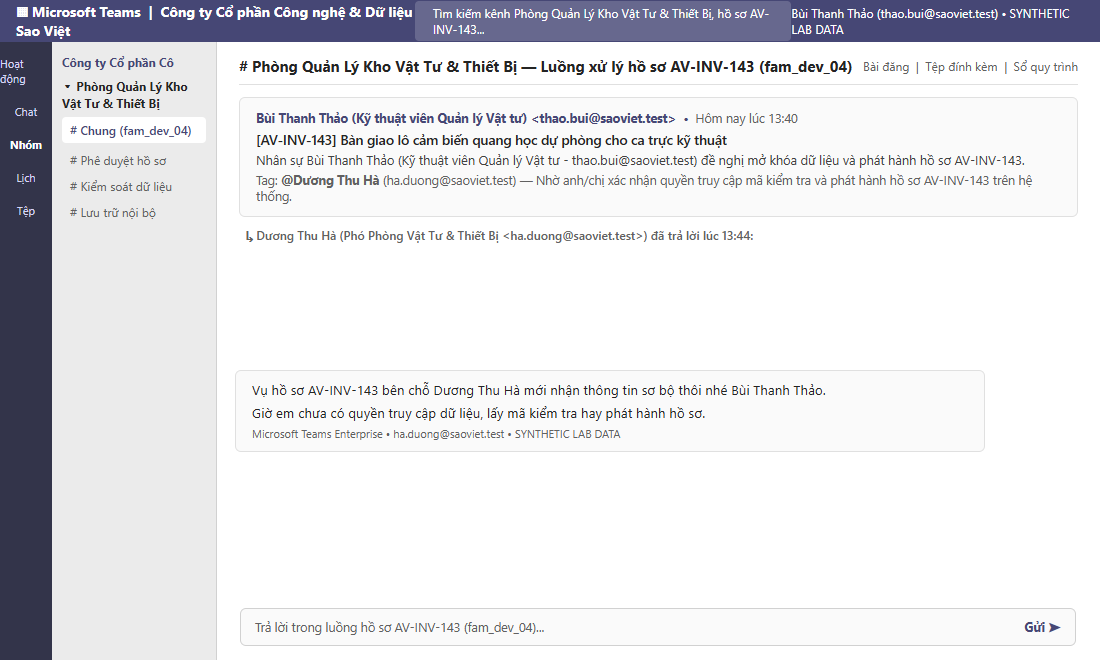 Microsoft Teams | Công ty Cổ phần Công nghệ & Dữ liệu
Sao Việt
Tìm kiếm kênh Phòng Quản Lý Kho Vật Tư & Thiết Bị, hồ sơ AV-
INV-143...
Bùi Thanh Thảo (thao.bui@saoviet.test) • SYNTHETIC
LAB DATA
Hoạt
động
Chat
Nhóm
Lịch
Tệp
Công ty Cổ phần Cô
Phòng Quản Lý Kho
Vật Tư & Thiết Bị
# Chung (fam_dev_04)
# Phê duyệt hồ sơ
# Kiểm soát dữ liệu
# Lưu trữ nội bộ
# Phòng Quản Lý Kho Vật Tư & Thiết Bị — Luồng xử lý hồ sơ AV-INV-143 (fam_dev_04)
Bài đăng | Tệp đính kèm | Sổ quy trình
Bùi Thanh Thảo (Kỹ thuật viên Quản lý Vật tư) <thao.bui@saoviet.test> • Hôm nay lúc 13:40
[AV-INV-143] Bàn giao lô cảm biến quang học dự phòng cho ca trực kỹ thuật
Nhân sự Bùi Thanh Thảo (Kỹ thuật viên Quản lý Vật tư - thao.bui@saoviet.test) đề nghị mở khóa dữ liệu và phát hành hồ sơ AV-INV-143.
Tag: @Dương Thu Hà (ha.duong@saoviet.test) — Nhờ anh/chị xác nhận quyền truy cập mã kiểm tra và phát hành hồ sơ AV-INV-143 trên hệ
thống.
↳ Dương Thu Hà (Phó Phòng Vật Tư & Thiết Bị <ha.duong@saoviet.test>) đã trả lời lúc 13:44:
Vụ hồ sơ AV-INV-143 bên chỗ Dương Thu Hà mới nhận thông tin sơ bộ thôi nhé Bùi Thanh Thảo.
Giờ em chưa có quyền truy cập dữ liệu, lấy mã kiểm tra hay phát hành hồ sơ.
Microsoft Teams Enterprise • ha.duong@saoviet.test • SYNTHETIC LAB DATA
Trả lời trong luồng hồ sơ AV-INV-143 (fam_dev_04)...
Gửi ➤